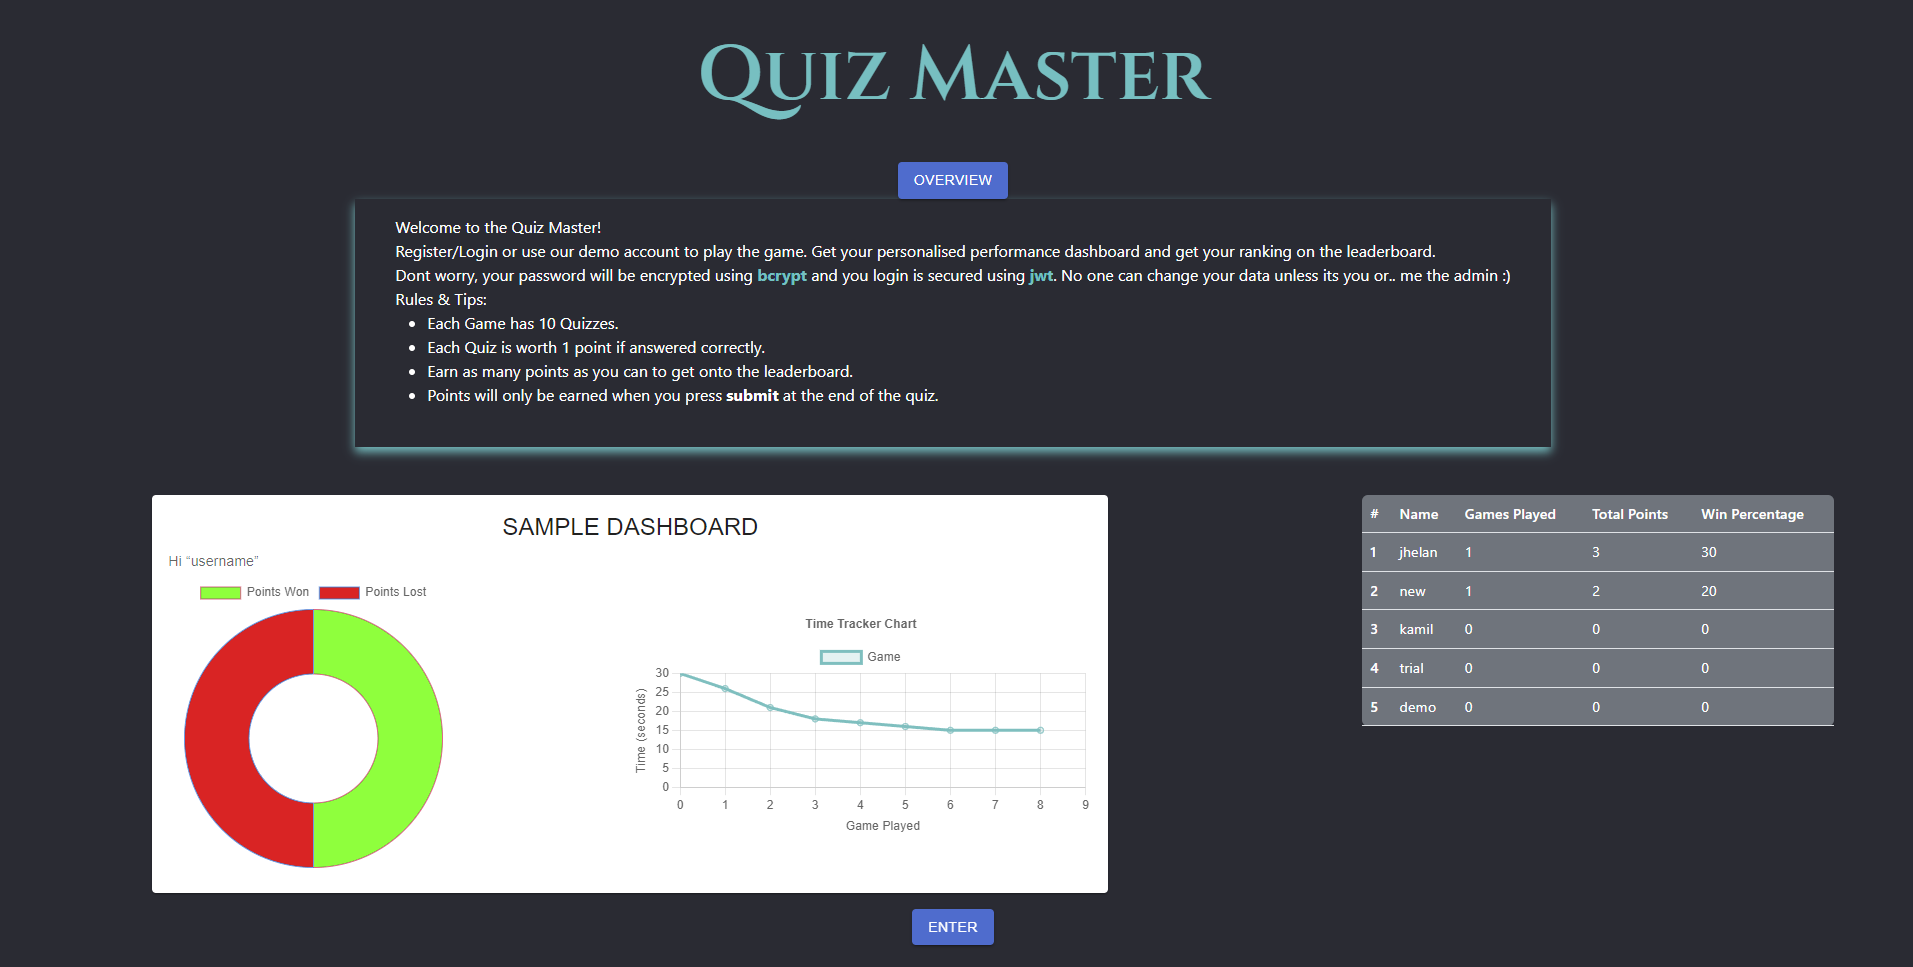 Quiz Master
OVERVIEW
Welcome to the Quiz Master!
Register/Login or use our demo account to play the game. Get your personalised performance dashboard and get your ranking on the leaderboard.
Dont worry, your password will be encrypted using bcrypt and you login is secured using jwt. No one can change your data unless its you or.. me the admin :)
Rules & Tips:
• Each Game has 10 Quizzes.
• Each Quiz is worth 1 point if answered correctly.
• Earn as many points as you can to get onto the leaderboard.
• Points will only be earned when you press submit at the end of the quiz.
SAMPLE DASHBOARD
Hi “username”
Points Won Points Lost
Time Tracker Chart
Game
30
25
20
15
10
5
0
Time (seconds)
0 1 2 3 4 5 6 7 8 9
Game Played
# Name Games Played Total Points Win Percentage
1 jhelan 1 3 30
2 new 1 2 20
3 kamil 0 0 0
4 trial 0 0 0
5 demo 0 0 0
ENTER